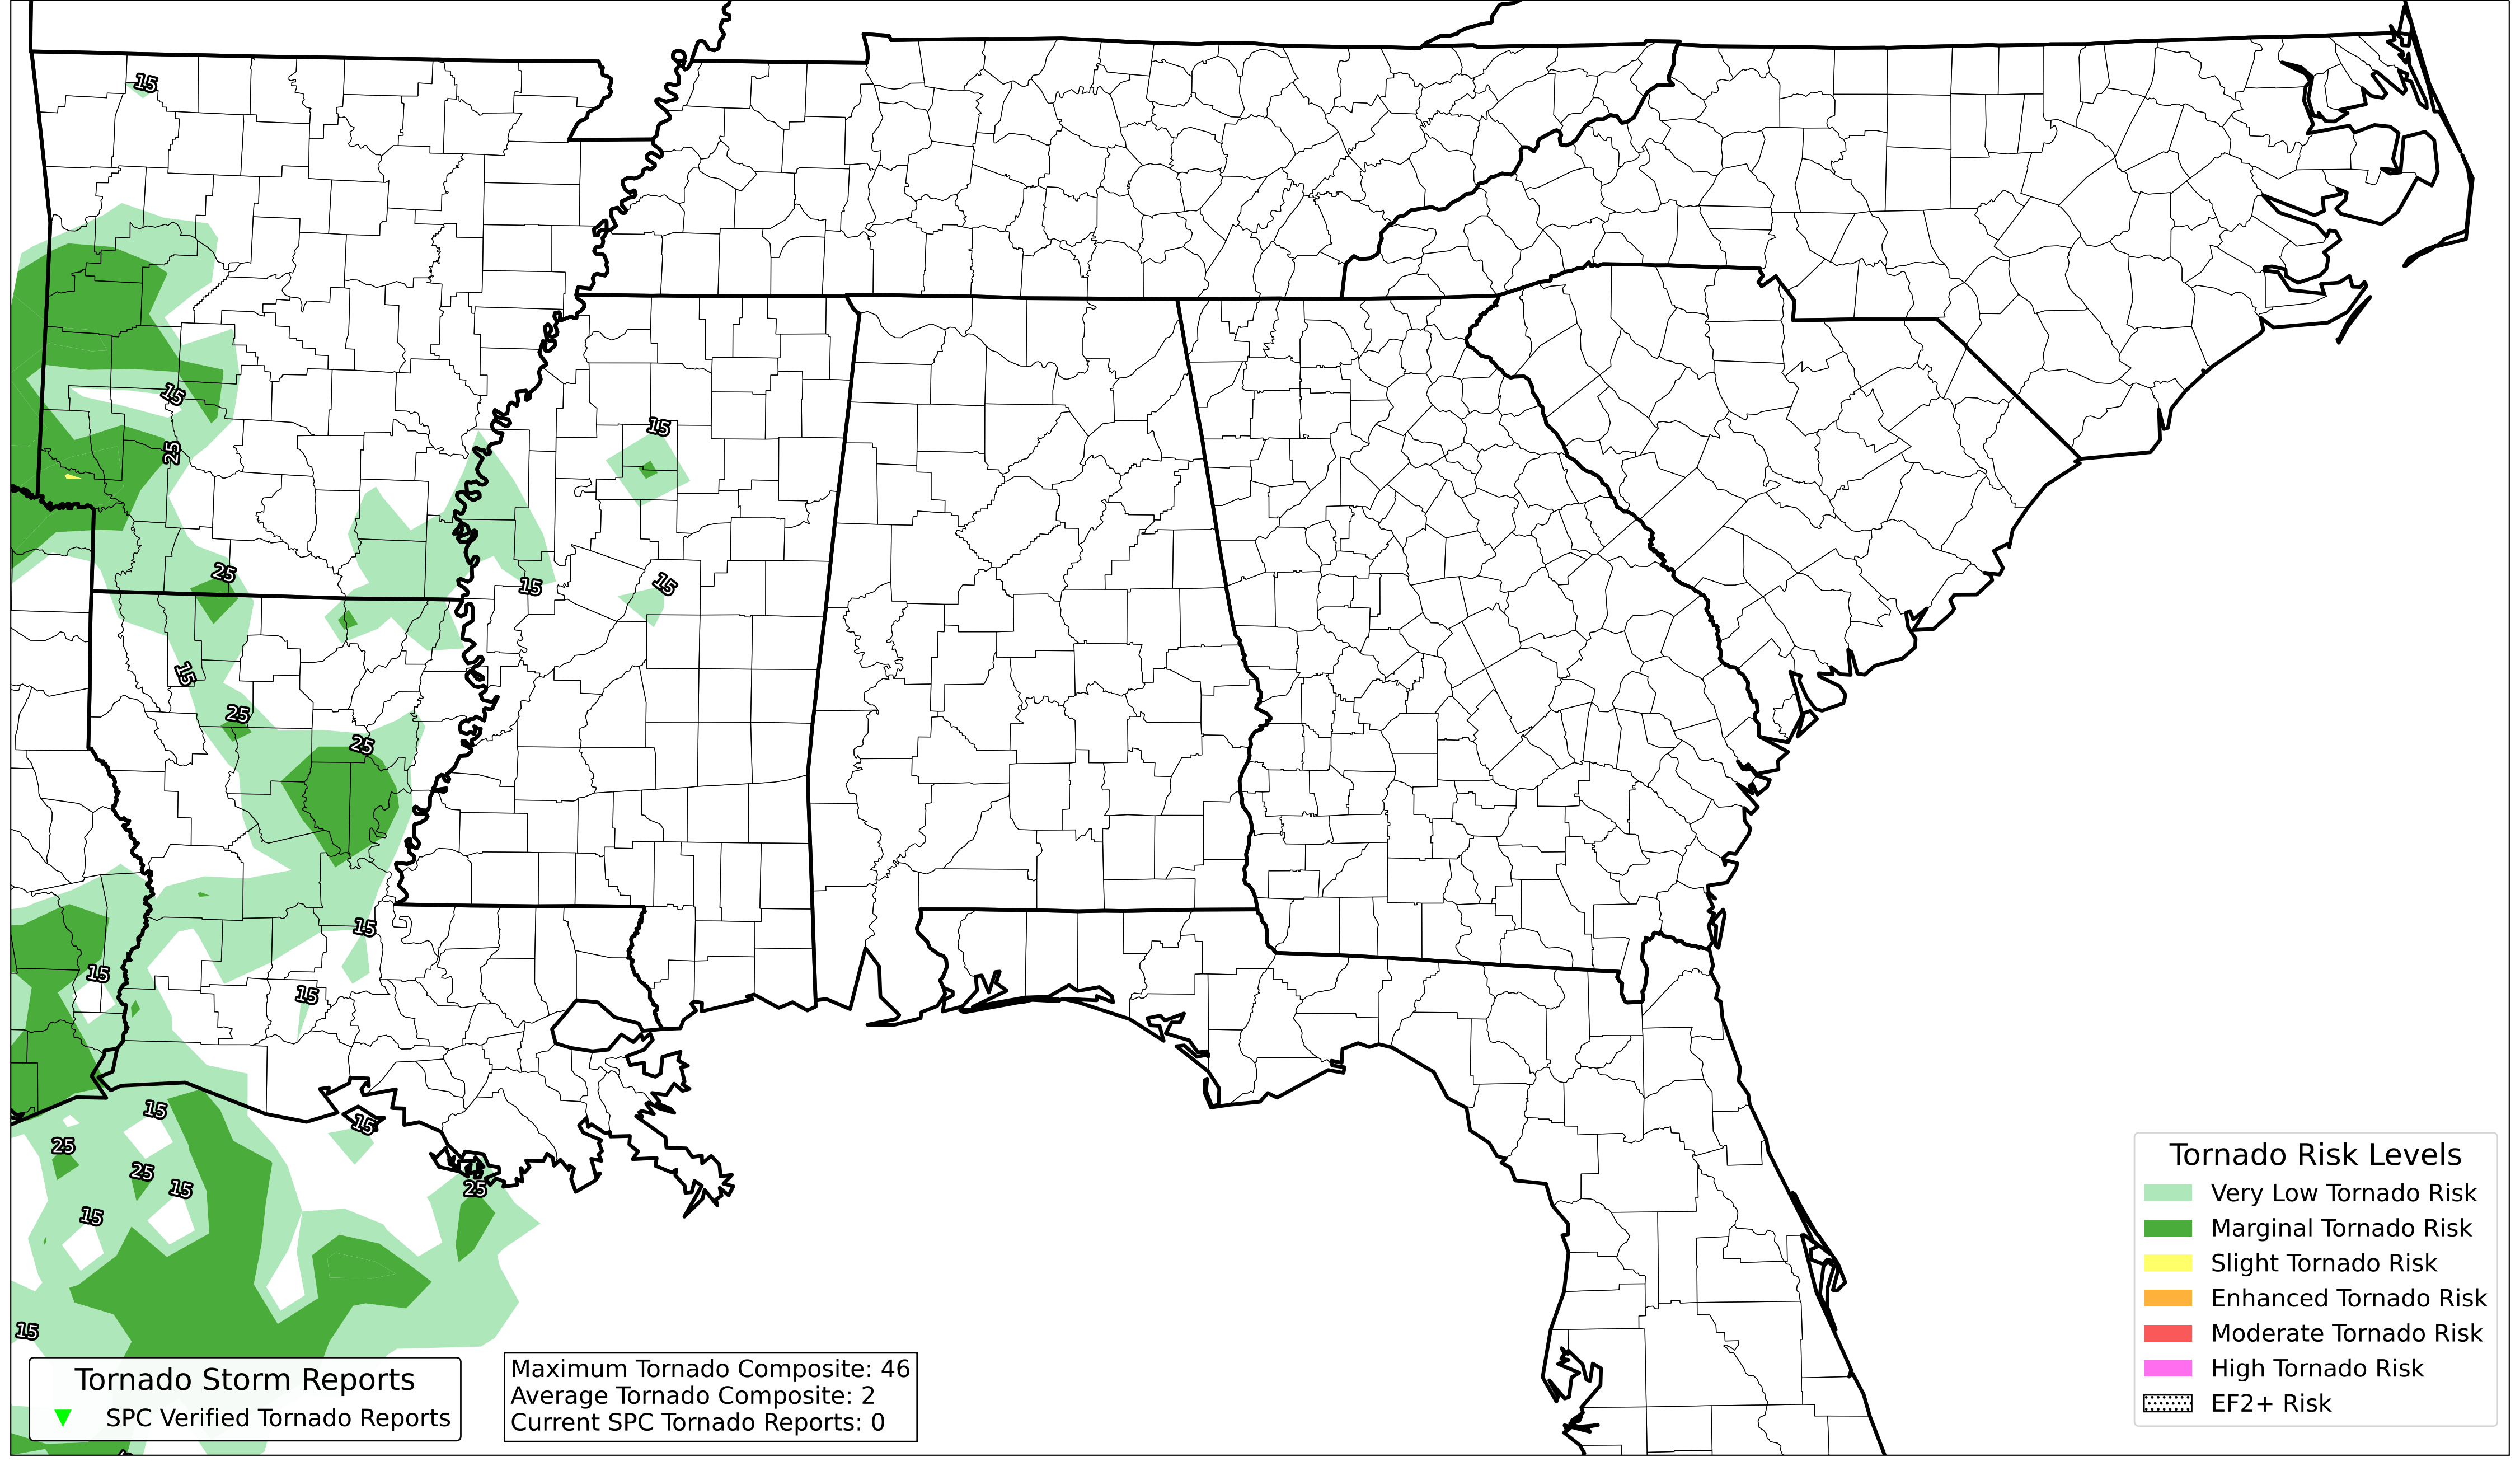 15
15
15
25
15
25
15
15
25
25
15
15
15
15
15
25
25
15
25
15
15
Tornado Risk Levels
Very Low Tornado Risk
Marginal Tornado Risk
Slight Tornado Risk
Enhanced Tornado Risk
Moderate Tornado Risk
High Tornado Risk
EF2+ Risk
Tornado Storm Reports
SPC Verified Tornado Reports
Maximum Tornado Composite: 46
Average Tornado Composite: 2
Current SPC Tornado Reports: 0